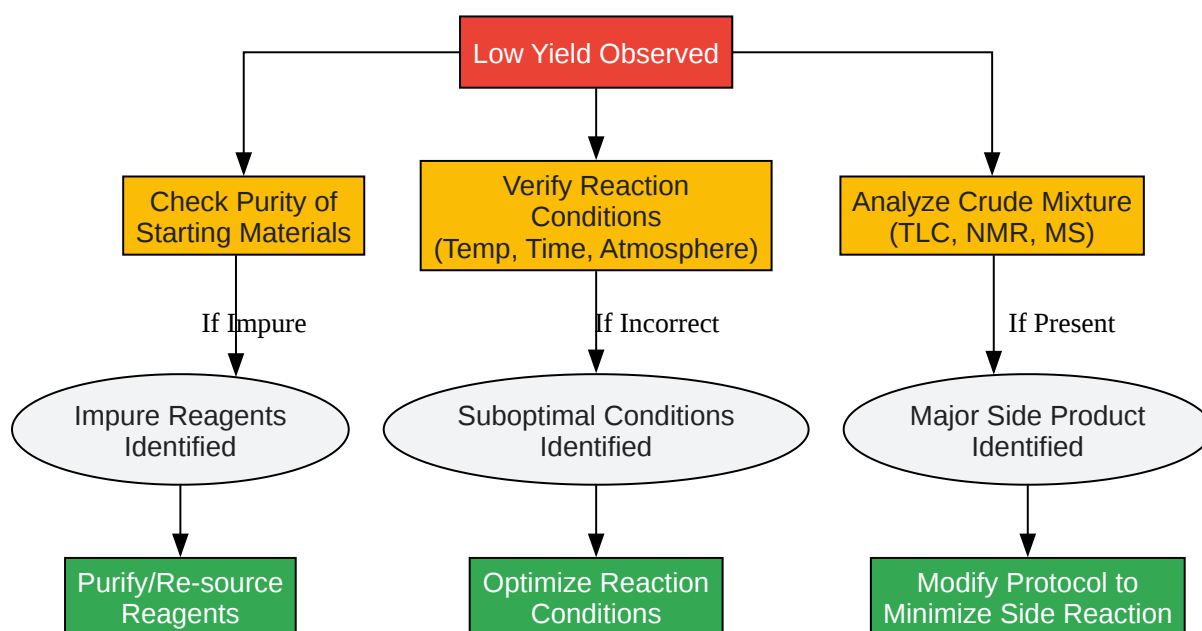 Low Yield Observed
Check Purity of
Starting Materials
Verify Reaction
Conditions
(Temp, Time, Atmosphere)
Analyze Crude Mixture
(TLC, NMR, MS)
If Impure
If Incorrect
If Present
Impure Reagents
Identified
Suboptimal Conditions
Identified
Major Side Product
Identified
Purify/Re-source
Reagents
Optimize Reaction
Conditions
Modify Protocol to
Minimize Side Reaction